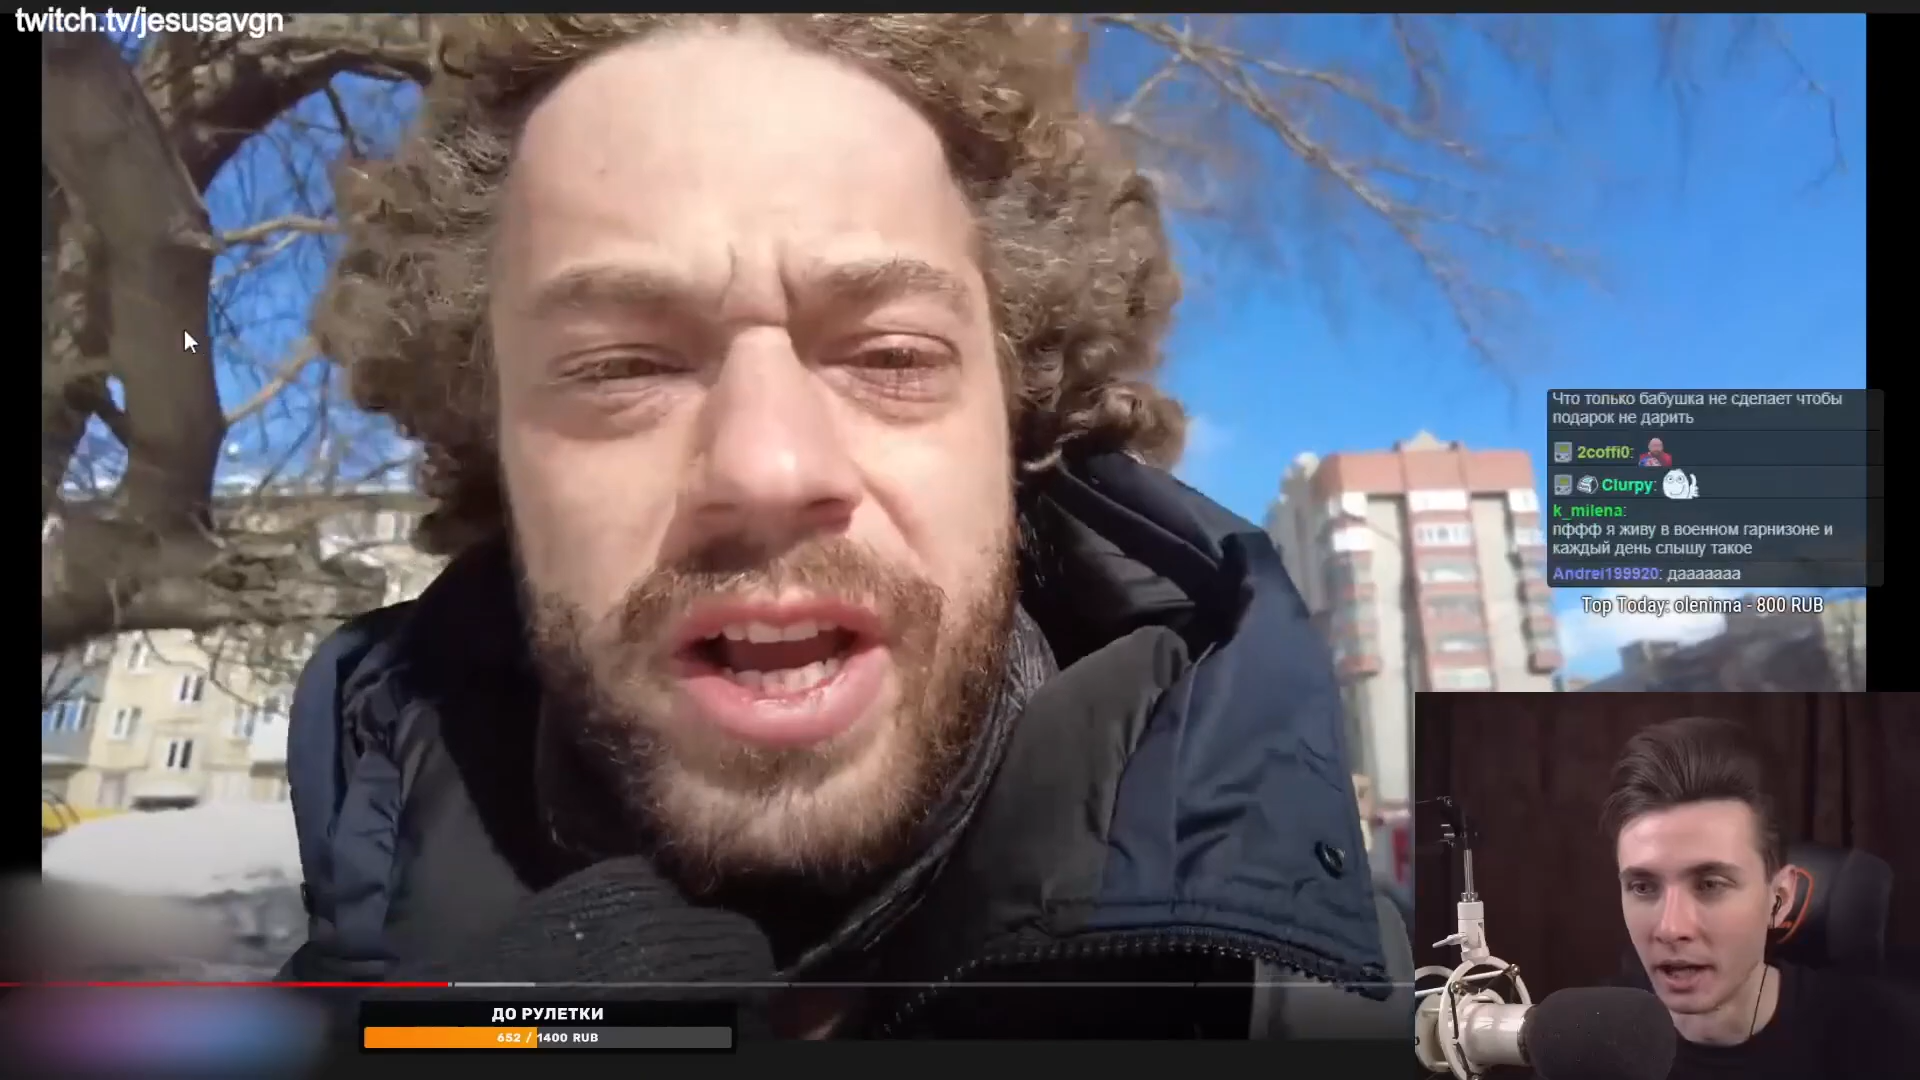 twitch.tv/jesusavgn
Что только бабушка не сделает чтобы
подарок не дарить
2coffi0:
Clurpy:
k_milena:
пффф я живу в военном гарнизоне и
каждый день слышу такое
Andrei199920: дааааааа
Top Today: oleninna - 800 RUB
ДО РУЛЕТКИ
652 / 1400 RUB